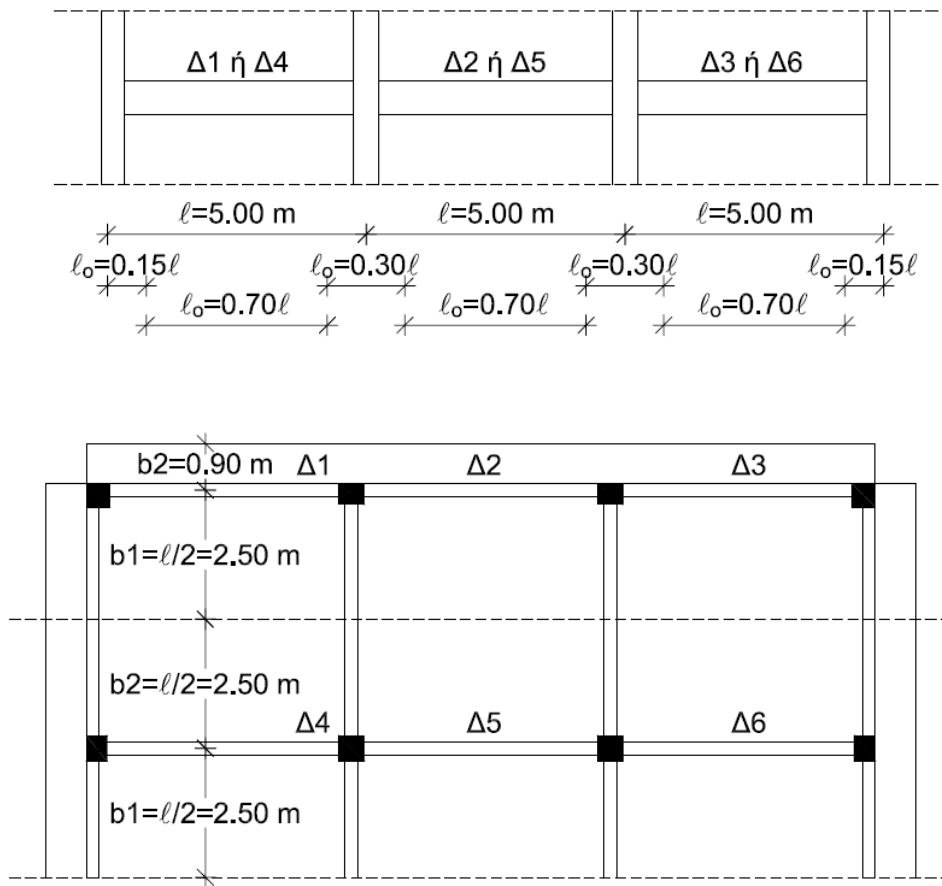 Δ1 ή Δ4 Δ2 ή Δ5 Δ3 ή Δ6
ℓ=5.00 m ℓ=5.00 m ℓ=5.00 m
ℓo=0.15ℓ ℓo=0.30ℓ ℓo=0.30ℓ ℓo=0.15ℓ
ℓo=0.70ℓ ℓo=0.70ℓ ℓo=0.70ℓ
b2=0.90 m Δ1 Δ2 Δ3
b1=ℓ/2=2.50 m
b2=ℓ/2=2.50 m
Δ4 Δ5 Δ6
b1=ℓ/2=2.50 m